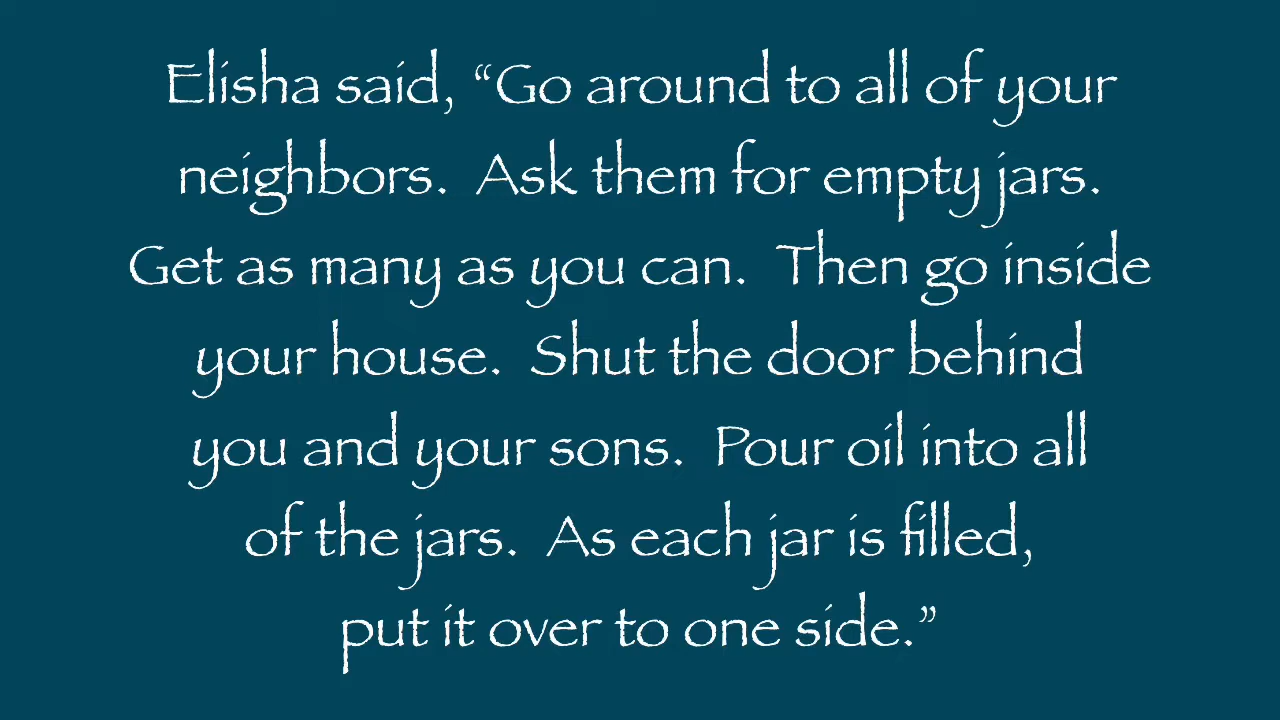 Elisha said, “Go around to all of your
neighbors.  Ask them for empty jars.
Get as many as you can.  Then go inside
your house.  Shut the door behind
you and your sons.  Pour oil into all
of the jars.  As each jar is filled,
put it over to one side.”